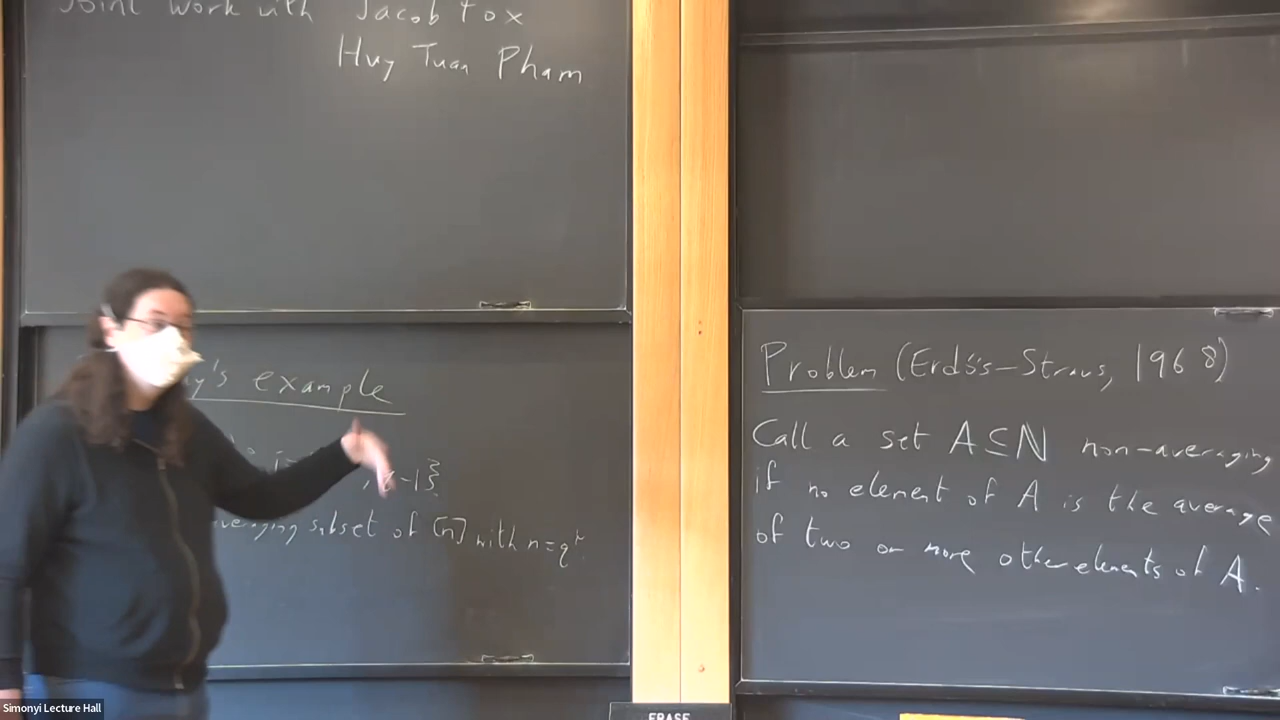 Joint work with Jacob Fox
Huy Tuan Pham
example
-1}
subset of [n] with n=q
Problem (Erdős-Straus, 1968)
Call a set A⊆ℕ non-averaging
if no element of A is the average
of two or more other elements of A.
Simonyi Lecture Hall
ERASE